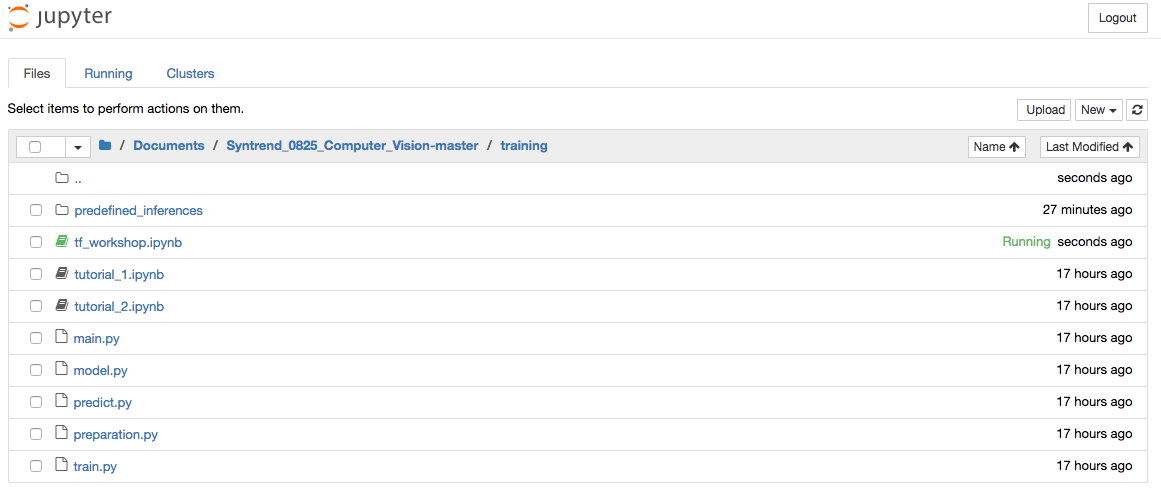 jupyter Logout
Files Running Clusters
Select items to perform actions on them. Upload New
/ Documents / Syntrend_0825_Computer_Vision-master / training Name Last Modified
.. seconds ago
predefined_inferences 27 minutes ago
tf_workshop.ipynb Running seconds ago
tutorial_1.ipynb 17 hours ago
tutorial_2.ipynb 17 hours ago
main.py 17 hours ago
model.py 17 hours ago
predict.py 17 hours ago
preparation.py 17 hours ago
train.py 17 hours ago